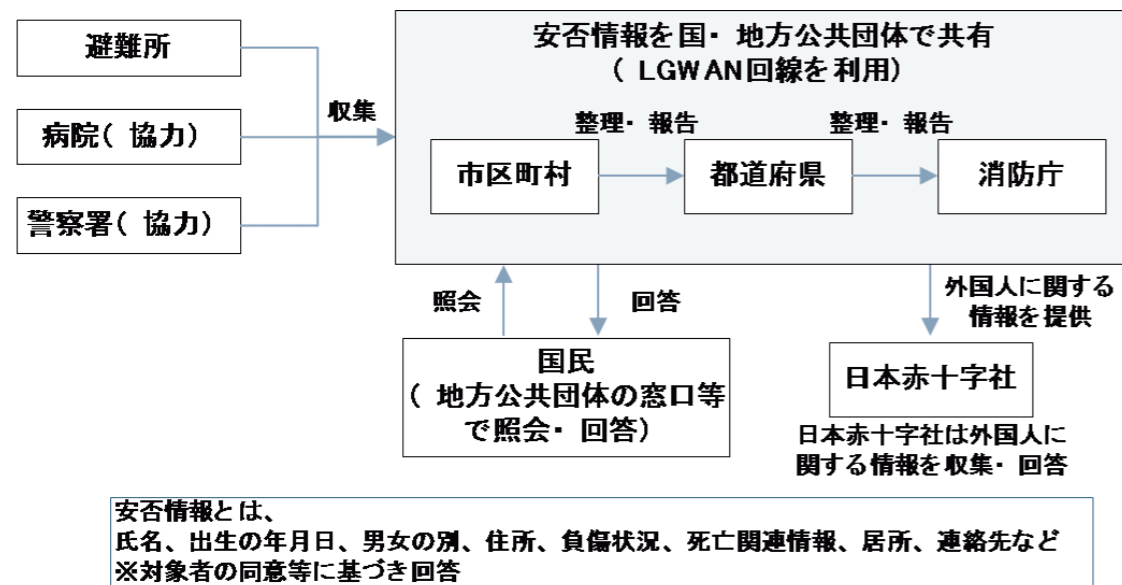 避難所
病院( 協力)
警察署( 協力)
収集
安否情報を国・ 地方公共団体で共有
( LGWAN回線を利用)
整理・ 報告
整理・ 報告
市区町村
都道府県
消防庁
照会
回答
外国人に関する
情報を提供
国民
( 地方公共団体の窓口等
で照会・ 回答)
日本赤十字社
日本赤十字社は外国人に
関する情報を収集・ 回答
安否情報とは、
氏名、出生の年月日、男女の別、住所、負傷状況、死亡関連情報、居所、連絡先など
※対象者の同意等に基づき回答